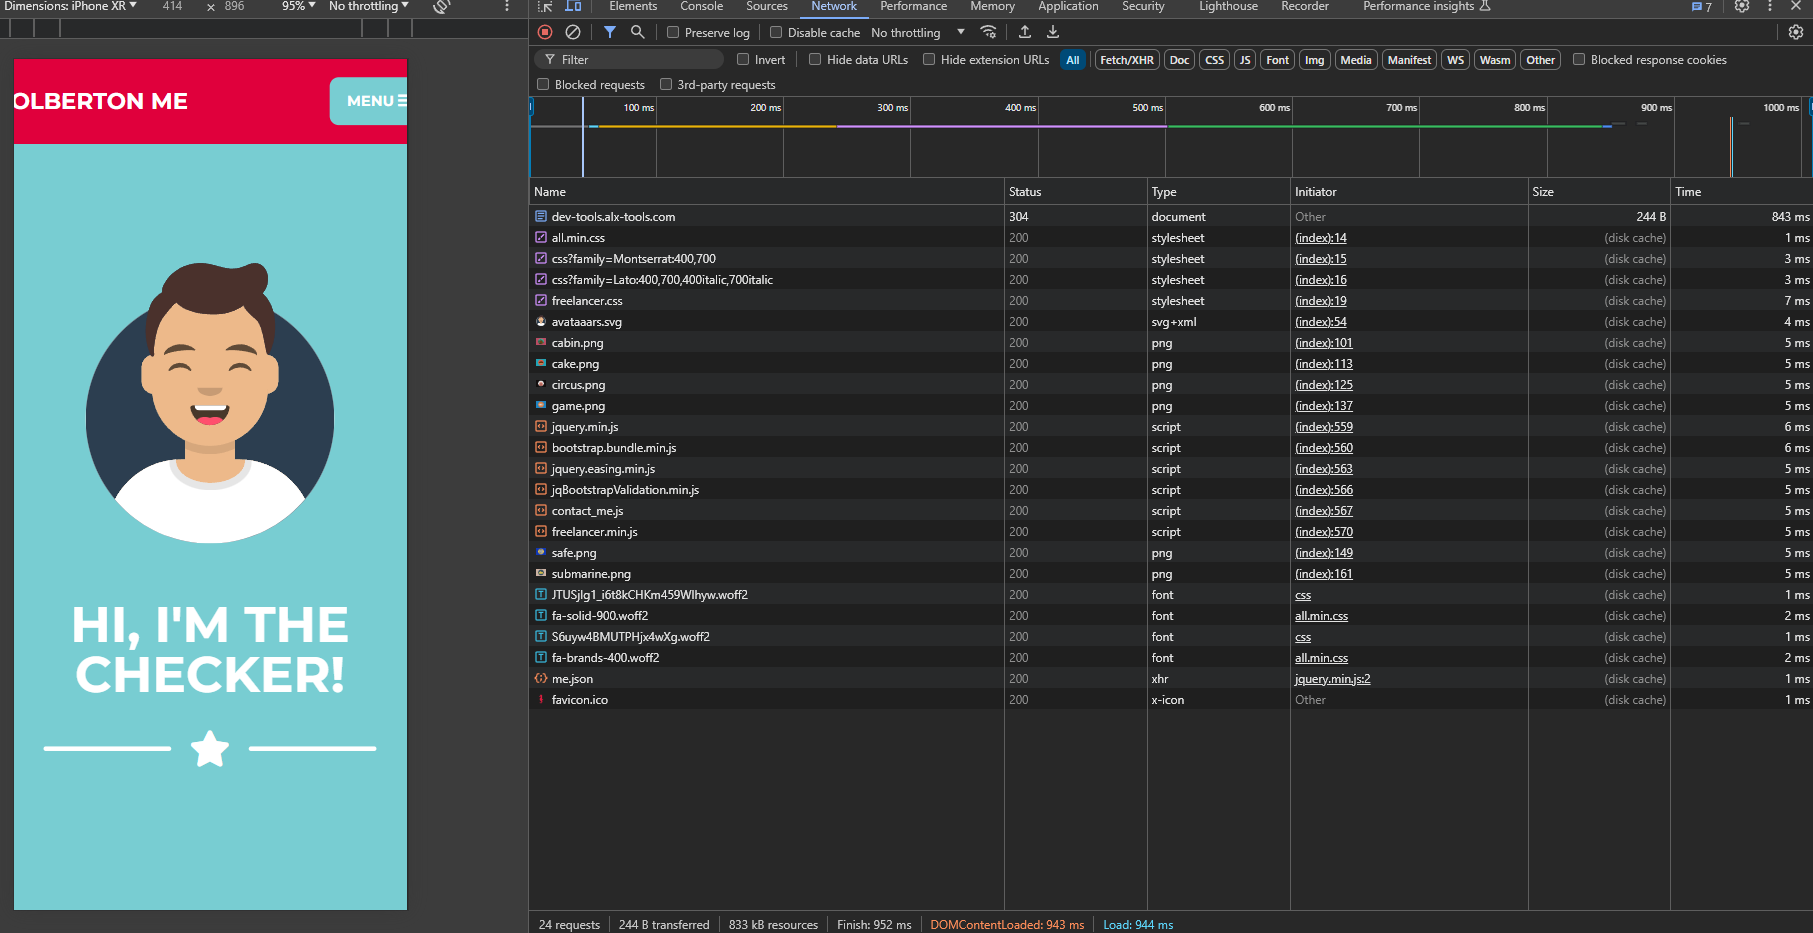 Dimensions: iPhone XR 414 × 896 95% No throttling
Elements Console Sources Network Performance Memory Application Security Lighthouse Recorder Performance insights 7
Preserve log Disable cache No throttling
Filter Invert Hide data URLs Hide extension URLs All Fetch/XHR Doc CSS JS Font Img Media Manifest WS Wasm Other Blocked response cookies
Blocked requests 3rd-party requests
100 ms 200 ms 300 ms 400 ms 500 ms 600 ms 700 ms 800 ms 900 ms 1000 ms
OLBERTON ME MENU
HI, I'M THE
CHECKER!
Name Status Type Initiator Size Time
dev-tools.alx-tools.com 304 document Other 244 B 843 ms
all.min.css 200 stylesheet (index):14 (disk cache) 1 ms
css?family=Montserrat:400,700 200 stylesheet (index):15 (disk cache) 3 ms
css?family=Lato:400,700,400italic,700italic 200 stylesheet (index):16 (disk cache) 3 ms
freelancer.css 200 stylesheet (index):19 (disk cache) 7 ms
avataaars.svg 200 svg+xml (index):54 (disk cache) 4 ms
cabin.png 200 png (index):101 (disk cache) 5 ms
cake.png 200 png (index):113 (disk cache) 5 ms
circus.png 200 png (index):125 (disk cache) 5 ms
game.png 200 png (index):137 (disk cache) 5 ms
jquery.min.js 200 script (index):559 (disk cache) 6 ms
bootstrap.bundle.min.js 200 script (index):560 (disk cache) 6 ms
jquery.easing.min.js 200 script (index):563 (disk cache) 5 ms
jqBootstrapValidation.min.js 200 script (index):566 (disk cache) 5 ms
contact_me.js 200 script (index):567 (disk cache) 5 ms
freelancer.min.js 200 script (index):570 (disk cache) 5 ms
safe.png 200 png (index):149 (disk cache) 5 ms
submarine.png 200 png (index):161 (disk cache) 5 ms
JTUSjIg1_i6t8kCHKm459Wlhyw.woff2 200 font css (disk cache) 1 ms
fa-solid-900.woff2 200 font all.min.css (disk cache) 2 ms
S6uyw4BMUTPHjx4wXg.woff2 200 font css (disk cache) 1 ms
fa-brands-400.woff2 200 font all.min.css (disk cache) 2 ms
me.json 200 xhr jquery.min.js:2 (disk cache) 1 ms
favicon.ico 200 x-icon Other (disk cache) 1 ms
24 requests 244 B transferred 833 kB resources Finish: 952 ms DOMContentLoaded: 943 ms Load: 944 ms